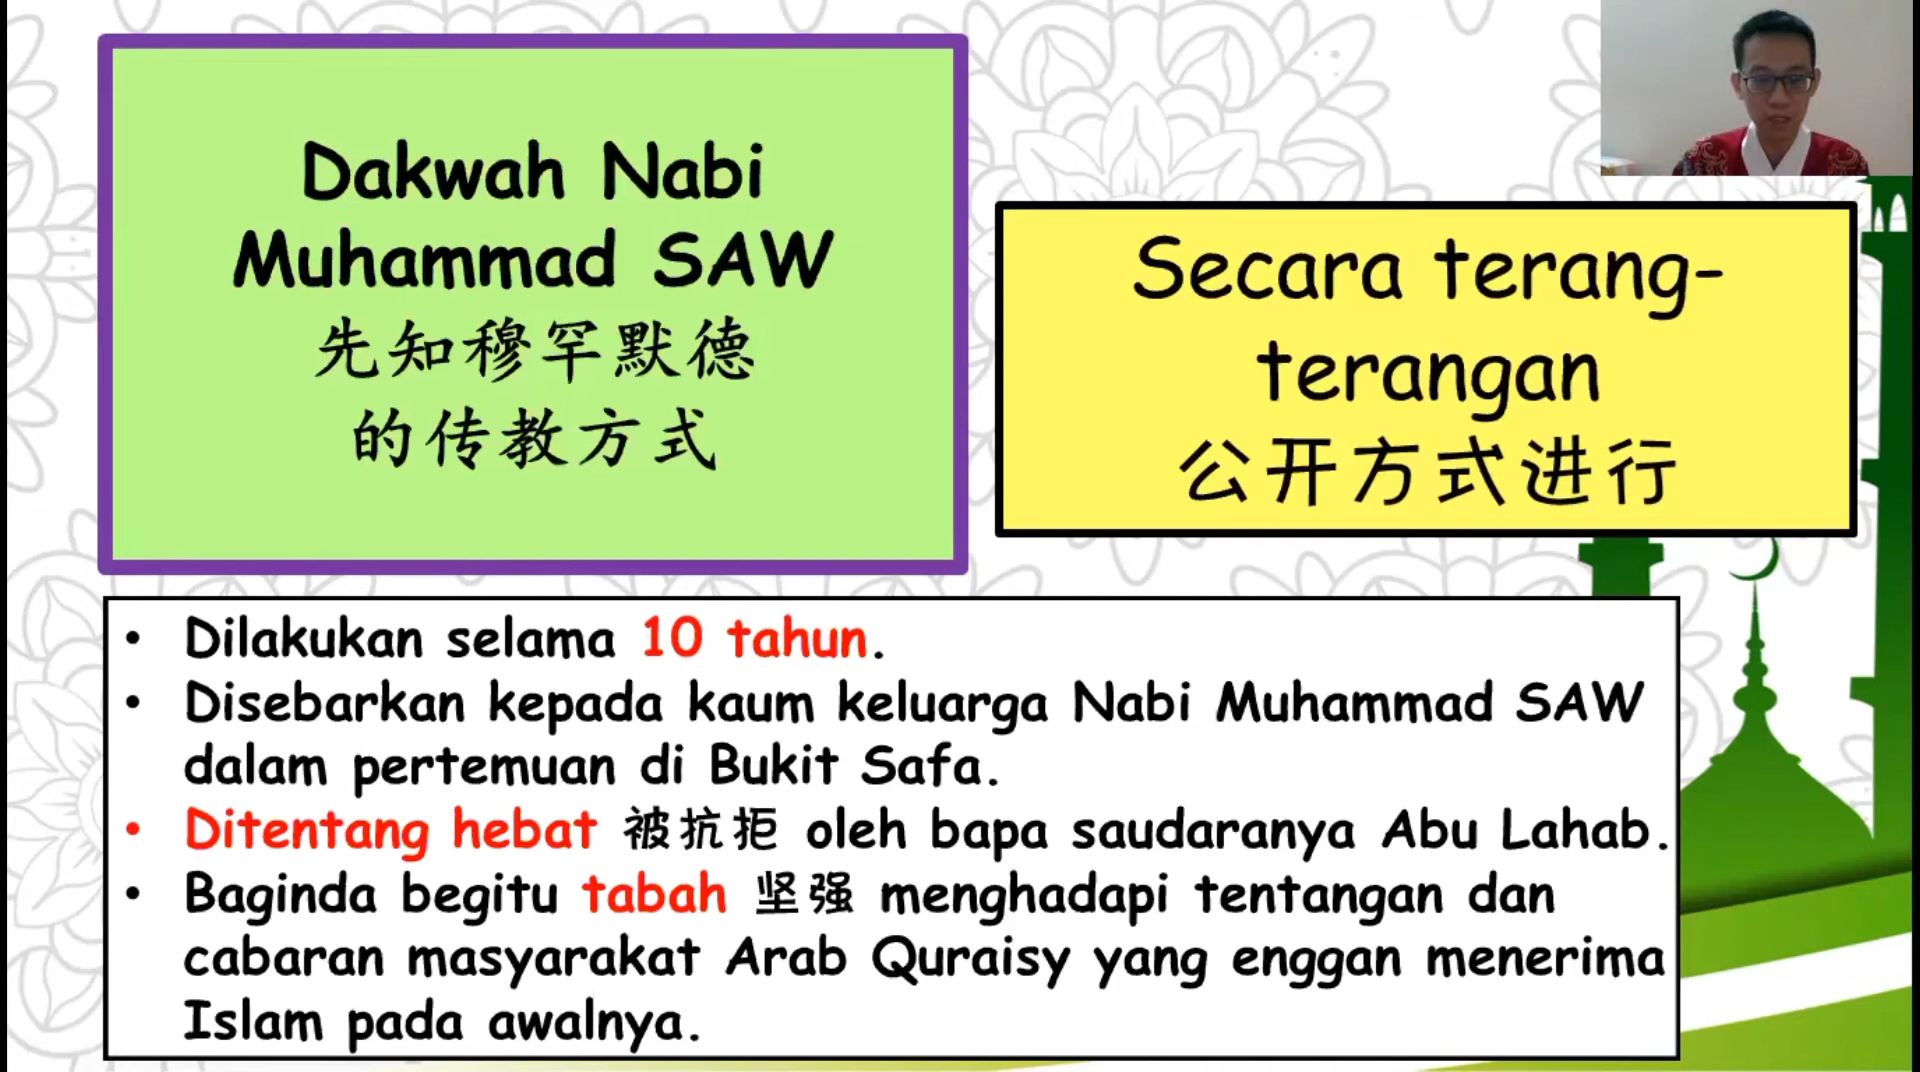 Dakwah Nabi
Muhammad SAW
先知穆罕默德
的传教方式
Secara terang-
terangan
公开方式进行
• Dilakukan selama 10 tahun.
• Disebarkan kepada kaum keluarga Nabi Muhammad SAW
dalam pertemuan di Bukit Safa.
• Ditentang hebat 被抗拒 oleh bapa saudaranya Abu Lahab.
• Baginda begitu tabah 坚强 menghadapi tentangan dan
cabaran masyarakat Arab Quraisy yang enggan menerima
Islam pada awalnya.